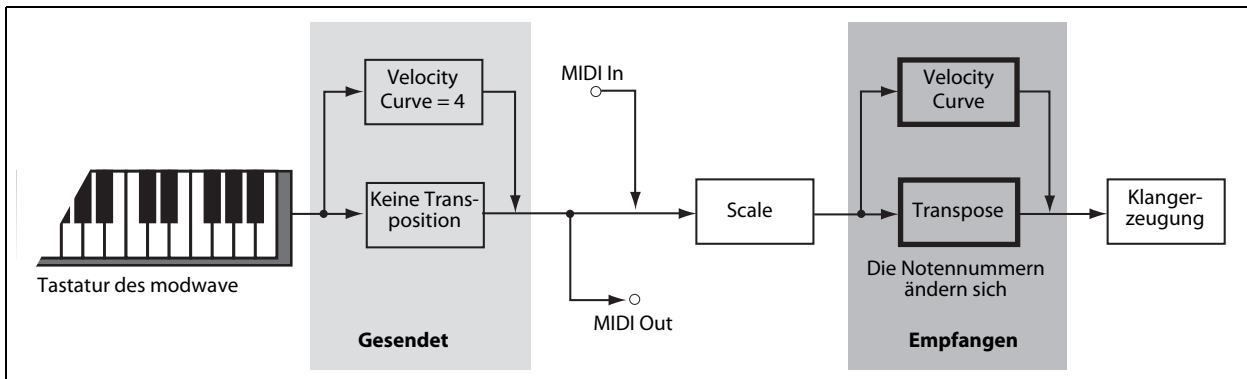 Velocity
Curve = 4
MIDI In
Velocity
Curve
Keine Trans-
position
Scale
Transpose
Klanger-
zeugung
Tastatur des modwave
Die Notennummern
ändern sich
MIDI Out
Gesendet
Empfangen